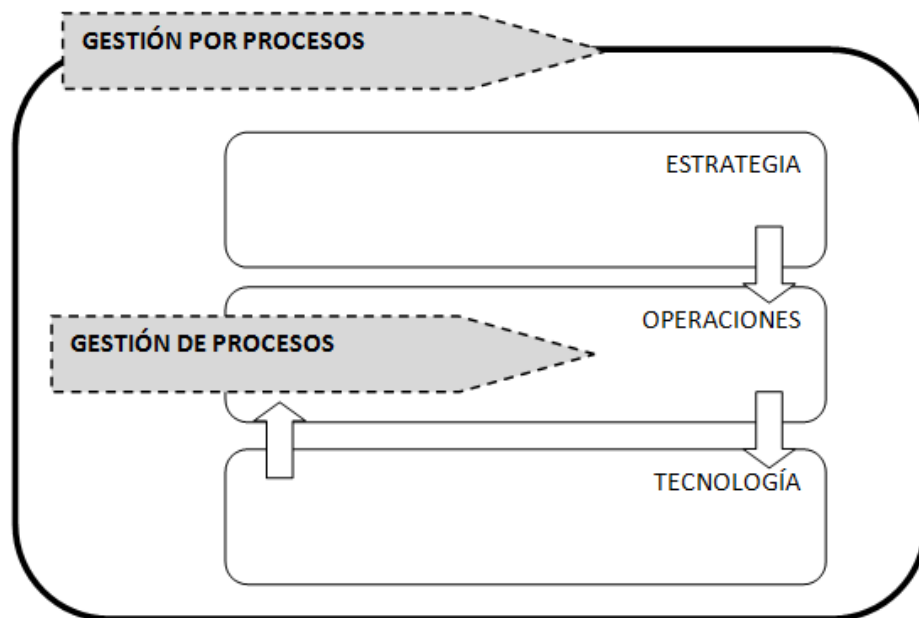 GESTIÓN POR PROCESOS
ESTRATEGIA
OPERACIONES
GESTIÓN DE PROCESOS
TECNOLOGÍA